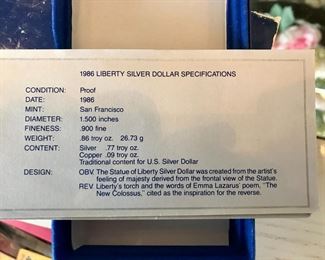 1986 LIBERTY SILVER DOLLAR SPECIFICATIONS
CONDITION: Proof
DATE: 1986
MINT: San Francisco
DIAMETER: 1.500 inches
FINENESS: .900 fine
WEIGHT: .86 troy oz. 26.73 g
CONTENT: Silver .77 troy oz.
Copper .09 troy oz.
Traditional content for U.S. Silver Dollar
DESIGN: OBV. The Statue of Liberty Silver Dollar was created from the artist's
feeling of majesty derived from the frontal view of the Statue.
REV. Liberty's torch and the words of Emma Lazarus' poem, "The
New Colossus," cited as the inspiration for the reverse.